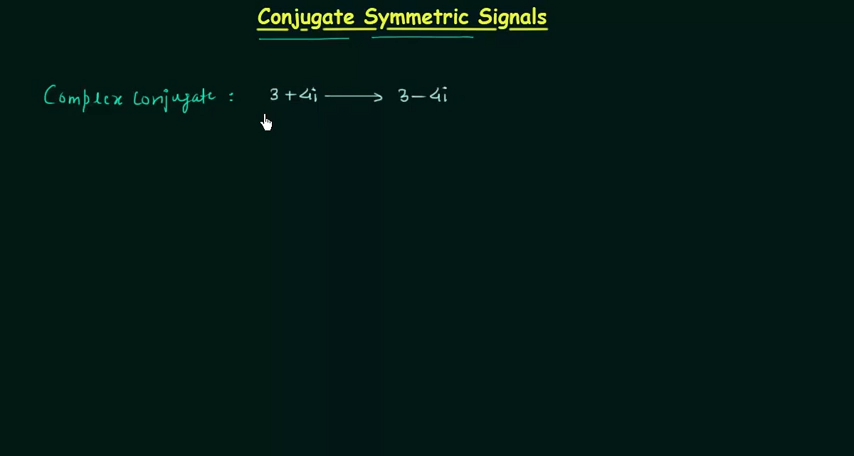 Conjugate Symmetric Signals
Complex conjugate : 3 + 4i ⟶ 3 − 4i